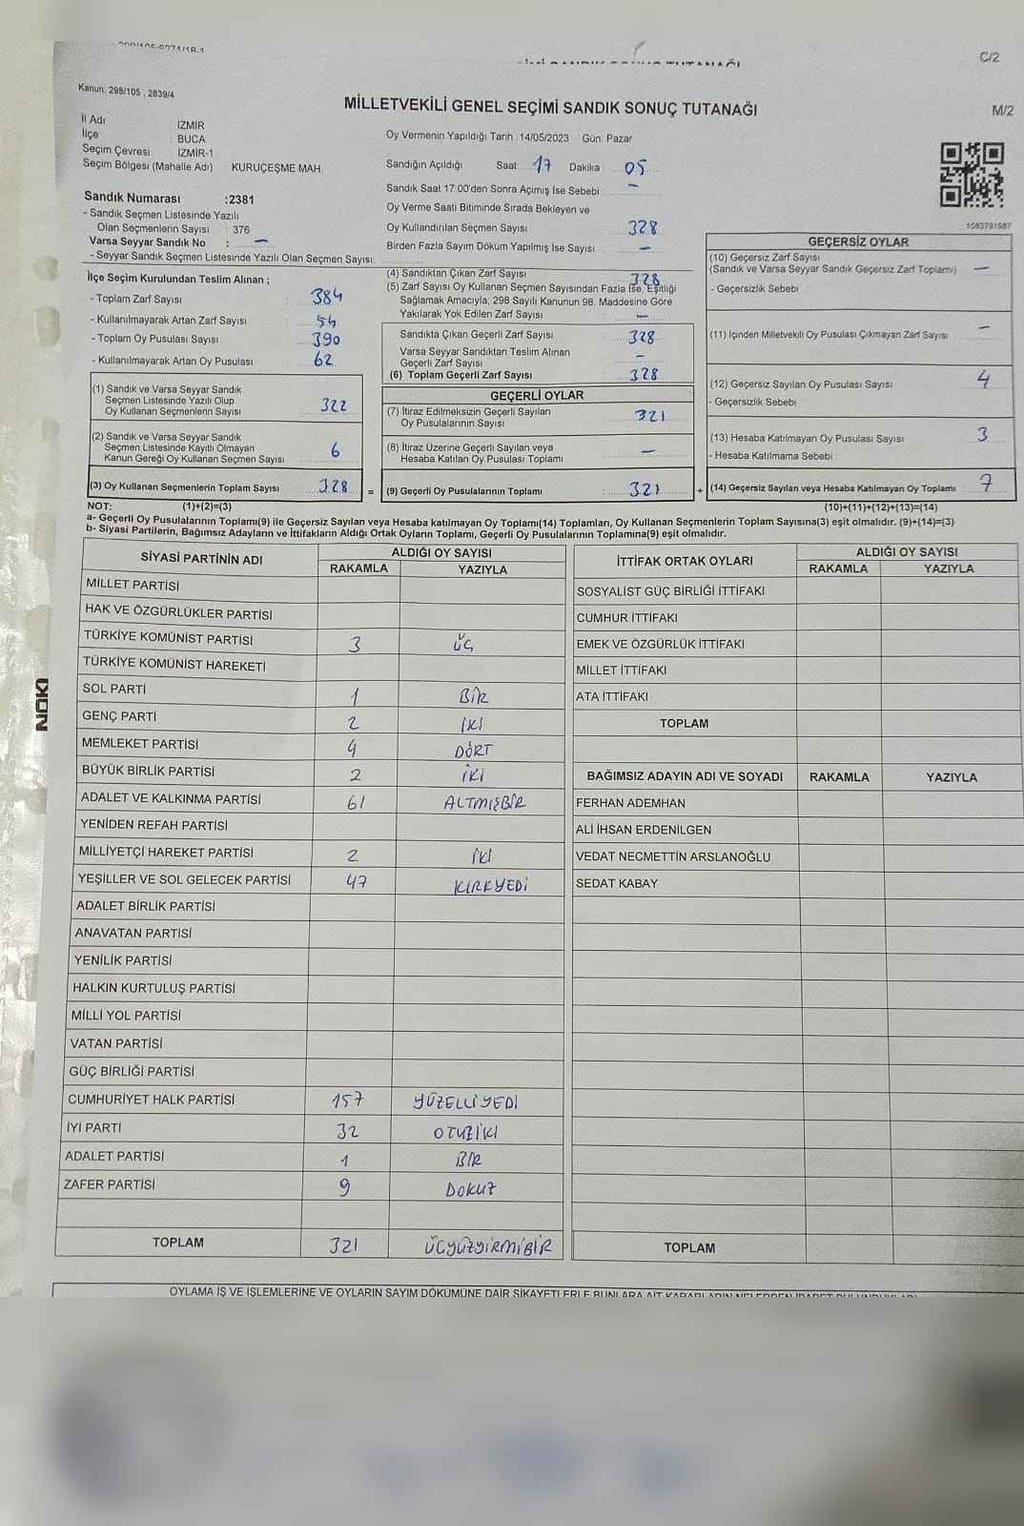 C/2
Kanun: 298/105 , 2839/4
MİLLETVEKİLİ GENEL SEÇİMİ SANDIK SONUÇ TUTANAĞI
M/2
İl Adı İZMİR
İlçe BUCA
Seçim Çevresi İZMİR-1
Seçim Bölgesi (Mahalle Adı) KURUÇEŞME MAH
Oy Vermenin Yapıldığı Tarih : 14/05/2023 Gün: Pazar
Sandığın Açıldığı Saat: 17 Dakika 05
Sandık Saat 17:00'den Sonra Açımış İse Sebebi : –
Oy Verme Saati Bitiminde Sırada Bekleyen ve
Oy Kullandırılan Seçmen Sayısı 328
Birden Fazla Sayım Döküm Yapılmış İse Sayısı : –
1083791987
Sandık Numarası :2381
- Sandık Seçmen Listesinde Yazılı
Olan Seçmenlerin Sayısı : 376
Varsa Seyyar Sandık No : –
- Seyyar Sandık Seçmen Listesinde Yazılı Olan Seçmen Sayısı:
İlçe Seçim Kurulundan Teslim Alınan ;
- Toplam Zarf Sayısı : 384
- Kullanılmayarak Artan Zarf Sayısı : 54
- Toplam Oy Pusulası Sayısı : 390
- Kullanılmayarak Artan Oy Pusulası : 62
(1) Sandık ve Varsa Seyyar Sandık
Seçmen Listesinde Yazılı Olup
Oy Kullanan Seçmenlerin Sayısı : 322
(2) Sandık ve Varsa Seyyar Sandık
Seçmen Listesinde Kayıtlı Olmayan
Kanun Gereği Oy Kullanan Seçmen Sayısı 6
(3) Oy Kullanan Seçmenlerin Toplam Sayısı 328
(4) Sandıktan Çıkan Zarf Sayısı 328
(5) Zarf Sayısı Oy Kullanan Seçmen Sayısından Fazla İse, Eşitliği
Sağlamak Amacıyla, 298 Sayılı Kanunun 98. Maddesine Göre
Yakılarak Yok Edilen Zarf Sayısı : –
Sandıkta Çıkan Geçerli Zarf Sayısı 328
Varsa Seyyar Sandıktan Teslim Alınan
Geçerli Zarf Sayısı –
(6) Toplam Geçerli Zarf Sayısı 328
GEÇERLİ OYLAR
(7) İtiraz Edilmeksizin Geçerli Sayılan
Oy Pusulalarının Sayısı 321
(8) İtiraz Üzerine Geçerli Sayılan veya
Hesaba Katılan Oy Pusulası Toplamı –
= (9) Geçerli Oy Pusulalarının Toplamı : 321
GEÇERSİZ OYLAR
(10) Geçersiz Zarf Sayısı
(Sandık ve Varsa Seyyar Sandık Geçersiz Zarf Toplamı) –
- Geçersizlik Sebebi :
(11) İçinden Milletvekili Oy Pusulası Çıkmayan Zarf Sayısı –
(12) Geçersiz Sayılan Oy Pusulası Sayısı 4
- Geçersizlik Sebebi :
(13) Hesaba Katılmayan Oy Pusulası Sayısı 3
- Hesaba Katılmama Sebebi :
+ (14) Geçersiz Sayılan veya Hesaba Katılmayan Oy Toplamı 7
NOT: (1)+(2)=(3) (10)+(11)+(12)+(13)=(14)
a- Geçerli Oy Pusulalarının Toplamı(9) ile Geçersiz Sayılan veya Hesaba katılmayan Oy Toplamı(14) Toplamları, Oy Kullanan Seçmenlerin Toplam Sayısına(3) eşit olmalıdır. (9)+(14)=(3)
b- Siyasi Partilerin, Bağımsız Adayların ve İttifakların Aldığı Ortak Oyların Toplamı, Geçerli Oy Pusulalarının Toplamına(9) eşit olmalıdır.
SİYASİ PARTİNİN ADI ALDIĞI OY SAYISI
RAKAMLA YAZIYLA
MİLLET PARTİSİ
HAK VE ÖZGÜRLÜKLER PARTİSİ
TÜRKİYE KOMÜNİST PARTİSİ 3 ÜÇ
TÜRKİYE KOMÜNİST HAREKETİ
SOL PARTİ 1 BİR
GENÇ PARTİ 2 İKİ
MEMLEKET PARTİSİ 4 DÖRT
BÜYÜK BİRLİK PARTİSİ 2 İKİ
ADALET VE KALKINMA PARTİSİ 61 ALTMIŞBİR
YENİDEN REFAH PARTİSİ
MİLLİYETÇİ HAREKET PARTİSİ 2 İKİ
YEŞİLLER VE SOL GELECEK PARTİSİ 47 KIRKYEDİ
ADALET BİRLİK PARTİSİ
ANAVATAN PARTİSİ
YENİLİK PARTİSİ
HALKIN KURTULUŞ PARTİSİ
MİLLİ YOL PARTİSİ
VATAN PARTİSİ
GÜÇ BİRLİĞİ PARTİSİ
CUMHURİYET HALK PARTİSİ 157 YÜZELLİYEDİ
İYİ PARTİ 32 OTUZİKİ
ADALET PARTİSİ 1 BİR
ZAFER PARTİSİ 9 DOKUZ
TOPLAM 321 ÜÇYÜZYİRMİBİR
İTTİFAK ORTAK OYLARI ALDIĞI OY SAYISI
RAKAMLA YAZIYLA
SOSYALİST GÜÇ BİRLİĞİ İTTİFAKI
CUMHUR İTTİFAKI
EMEK VE ÖZGÜRLÜK İTTİFAKI
MİLLET İTTİFAKI
ATA İTTİFAKI
TOPLAM
BAĞIMSIZ ADAYIN ADI VE SOYADI RAKAMLA YAZIYLA
FERHAN ADEMHAN
ALİ İHSAN ERDENİLGEN
VEDAT NECMETTİN ARSLANOĞLU
SEDAT KABAY
TOPLAM
OYLAMA İŞ VE İŞLEMLERİNE VE OYLARIN SAYIM DÖKÜMÜNE DAİR ŞİKAYETLERLE BUNLARA AİT